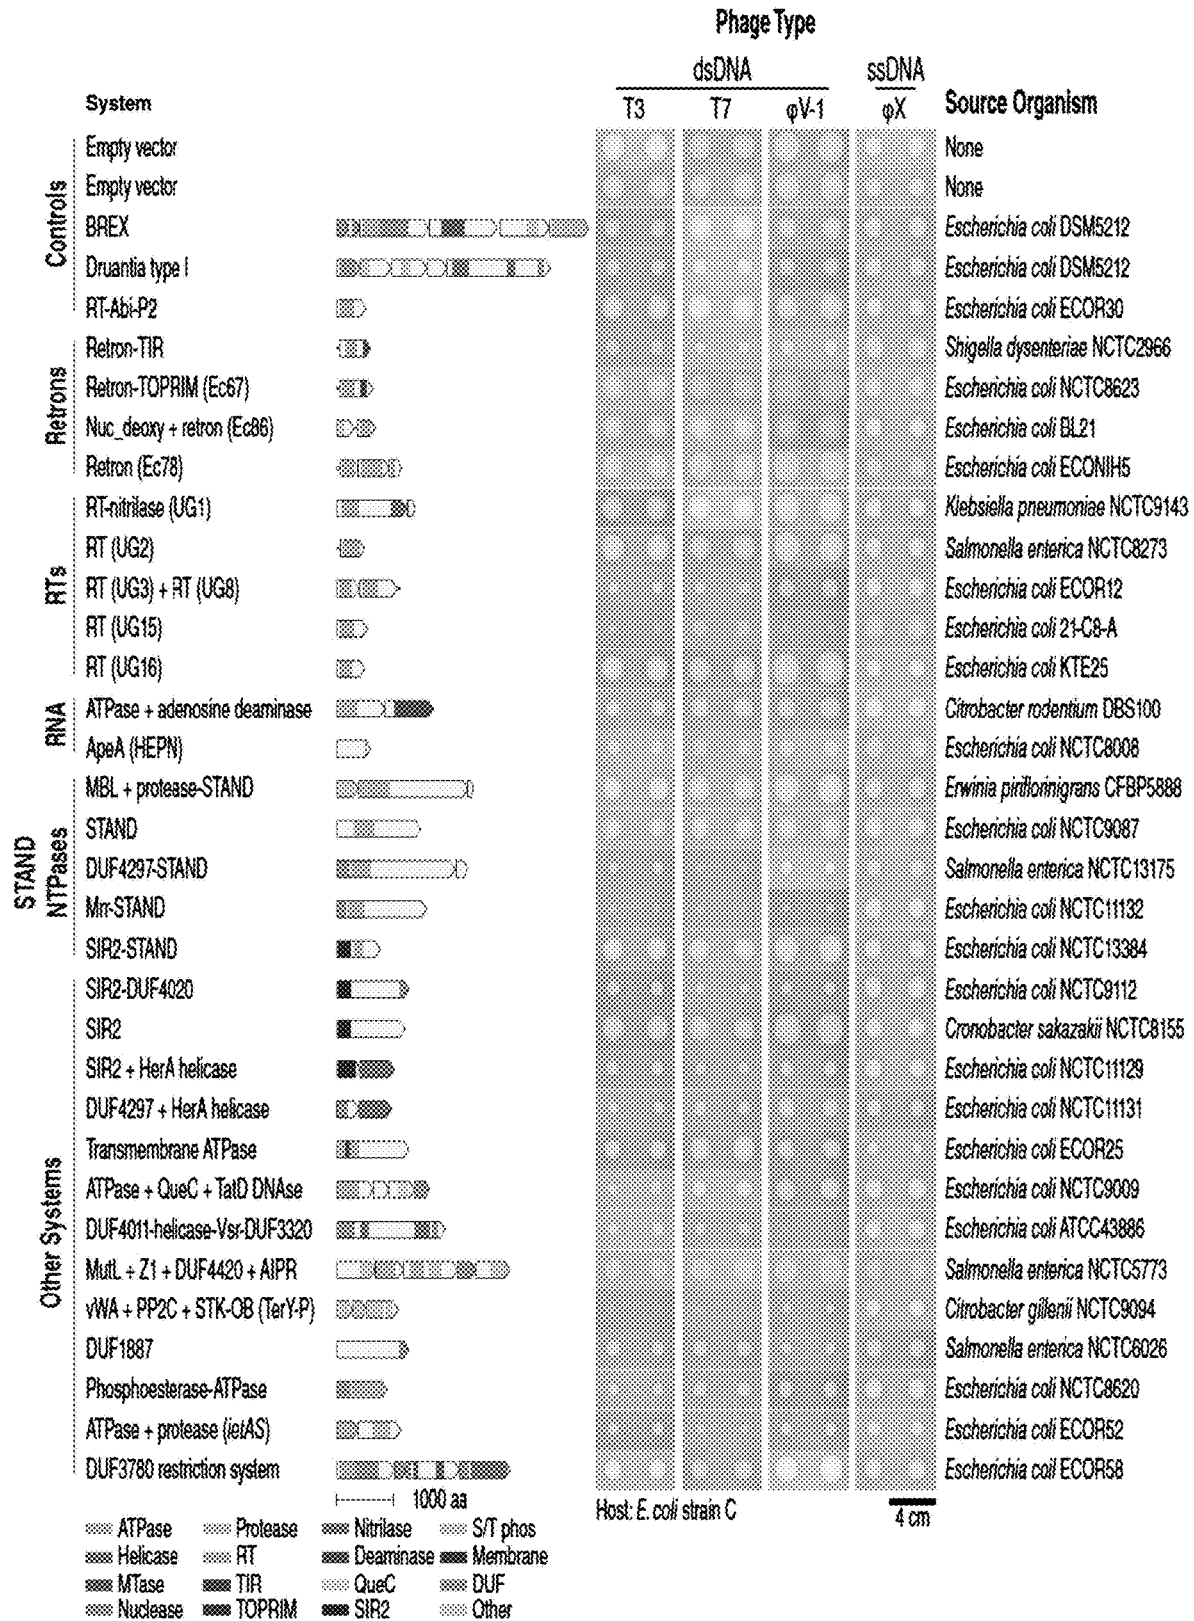 Phage Type
dsDNA ssDNA
System T3 T7 φV-1 φX Source Organism
Controls
Empty vector None
Empty vector None
BREX Escherichia coli DSM5212
Druantia type I Escherichia coli DSM5212
RT-Abi-P2 Escherichia coli ECOR30
Retrons
Retron-TIR Shigella dysenteriae NCTC2966
Retron-TOPRIM (Ec67) Escherichia coli NCTC8623
Nuc_deoxy + retron (Ec86) Escherichia coli BL21
Retron (Ec78) Escherichia coli ECONIH5
RTs
RT-nitrilase (UG1) Klebsiella pneumoniae NCTC9143
RT (UG2) Salmonella enterica NCTC8273
RT (UG3) + RT (UG8) Escherichia coli ECOR12
RT (UG15) Escherichia coli 21-C8-A
RT (UG16) Escherichia coli KTE25
RNA
ATPase + adenosine deaminase Citrobacter rodentium DBS100
ApeA (HEPN) Escherichia coli NCTC8008
STAND
NTPases
MBL + protease-STAND Erwinia piriflorinigrans CFBP5888
STAND Escherichia coli NCTC9087
DUF4297-STAND Salmonella enterica NCTC13175
Mrr-STAND Escherichia coli NCTC11132
SIR2-STAND Escherichia coli NCTC13384
Other Systems
SIR2-DUF4020 Escherichia coli NCTC9112
SIR2 Cronobacter sakazakii NCTC8155
SIR2 + HerA helicase Escherichia coli NCTC11129
DUF4297 + HerA helicase Escherichia coli NCTC11131
Transmembrane ATPase Escherichia coli ECOR25
ATPase + QueC + TatD DNAse Escherichia coli NCTC9009
DUF4011-helicase-Vsr-DUF3320 Escherichia coli ATCC43886
MutL + Z1 + DUF4420 + AIPR Salmonella enterica NCTC5773
vWA + PP2C + STK-OB (TerY-P) Citrobacter gillenii NCTC9094
DUF1887 Salmonella enterica NCTC6026
Phosphoesterase-ATPase Escherichia coli NCTC8620
ATPase + protease (ietAS) Escherichia coli ECOR52
DUF3780 restriction system Escherichia coli ECOR58
1000 aa
Host: E. coli strain C 4 cm
ATPase Protease Nitrilase S/T phos
Helicase RT Deaminase Membrane
MTase TIR QueC DUF
Nuclease TOPRIM SIR2 Other